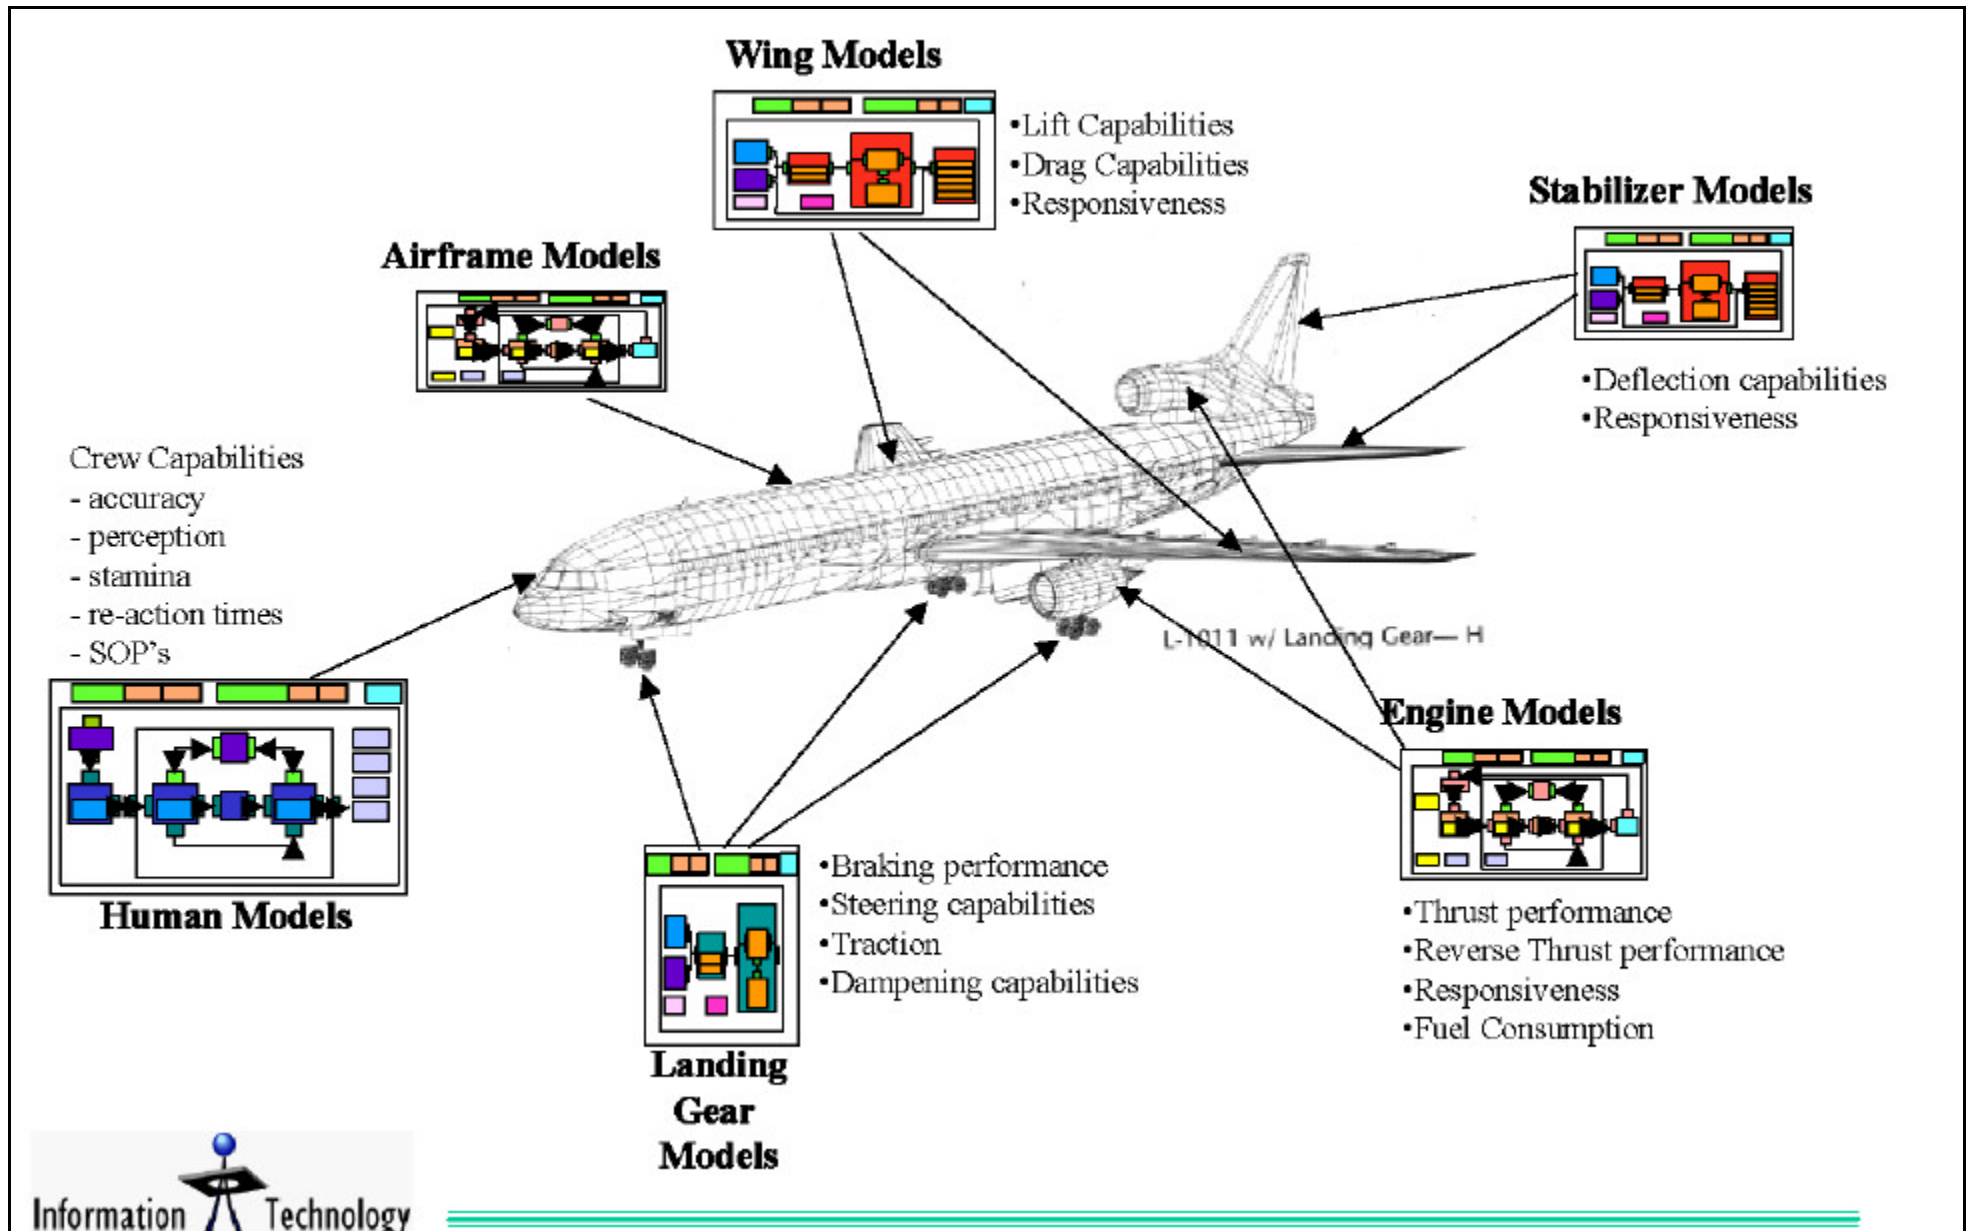 Wing Models
•Lift Capabilities
•Drag Capabilities
•Responsiveness
Stabilizer Models
•Deflection capabilities
•Responsiveness
Airframe Models
Crew Capabilities
- accuracy
- perception
- stamina
- re-action times
- SOP's
Human Models
L-1011 w/ Landing Gear— H
Engine Models
•Thrust performance
•Reverse Thrust performance
•Responsiveness
•Fuel Consumption
•Braking performance
•Steering capabilities
•Traction
•Dampening capabilities
Landing
Gear
Models
Information Technology